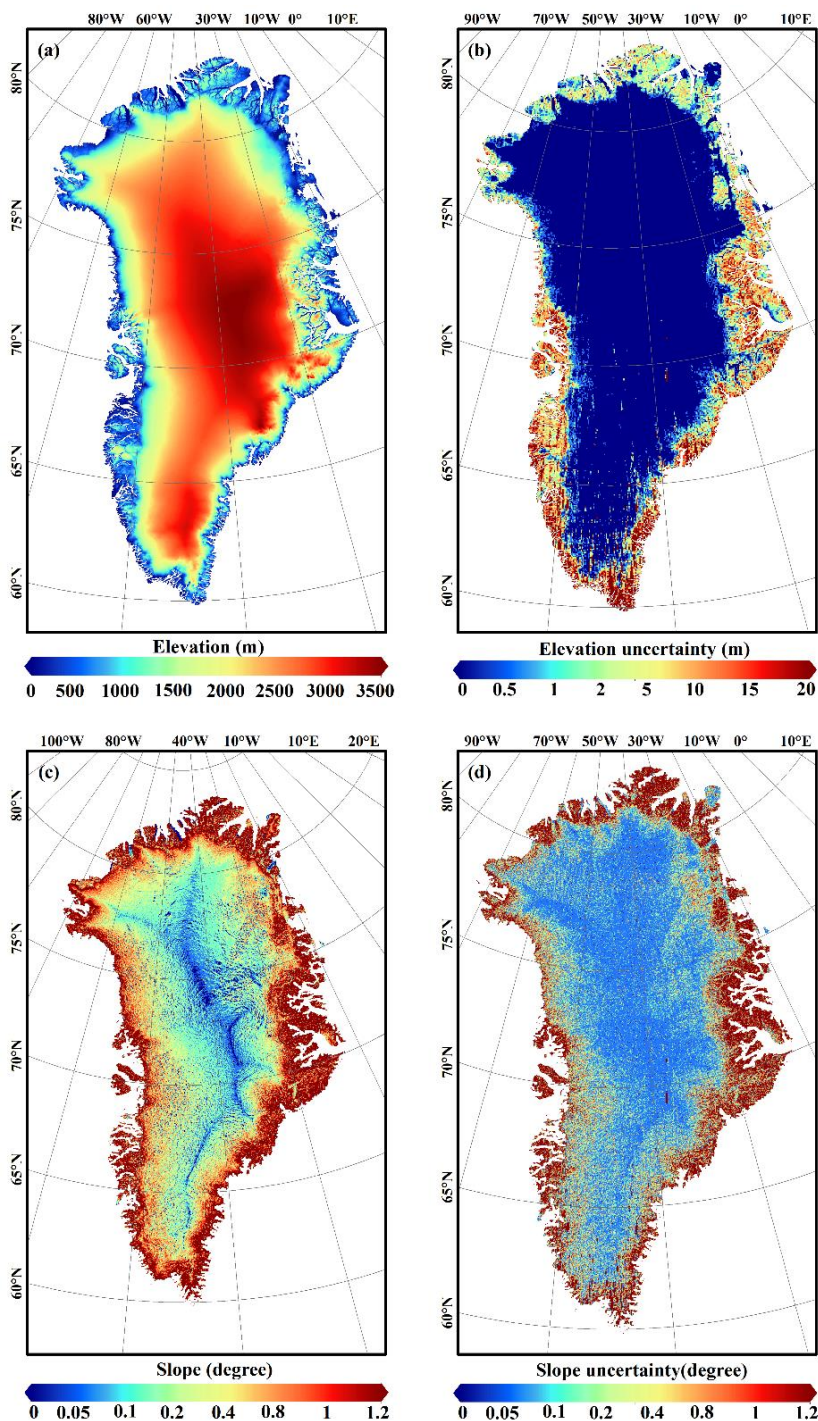 80°W 60°W 40°W 30°W 20°W 0° 10°E
(a)
80°N
75°N
70°N
65°N
60°N
Elevation (m)
0 500 1000 1500 2000 2500 3000 3500
90°W 70°W 50°W 30°W 20°W 0° 10°E
(b)
80°N
75°N
70°N
65°N
60°N
Elevation uncertainty (m)
0 0.5 1 2 5 10 15 20
100°W 80°W 40°W 10°W 10°E 20°E
(c)
80°N
75°N
70°N
65°N
60°N
Slope (degree)
0 0.05 0.1 0.2 0.4 0.8 1 1.2
90°W 70°W 50°W 30°W 20°W 0° 10°E
(d)
80°N
75°N
70°N
65°N
60°N
Slope uncertainty(degree)
0 0.05 0.1 0.2 0.4 0.8 1 1.2